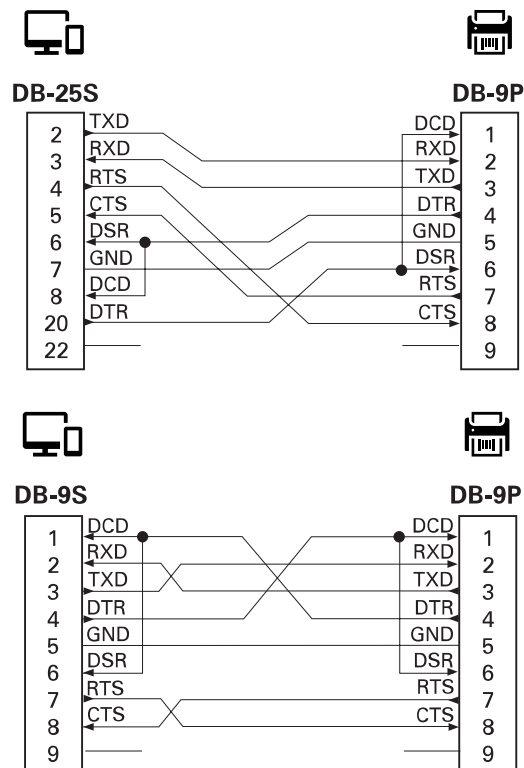 DB-25S DB-9P
2 TXD DCD 1
3 RXD RXD 2
4 RTS TXD 3
5 CTS DTR 4
6 DSR GND 5
7 GND DSR 6
8 DCD RTS 7
20 DTR CTS 8
22 9
DB-9S DB-9P
1 DCD DCD 1
2 RXD RXD 2
3 TXD TXD 3
4 DTR DTR 4
5 GND GND 5
6 DSR DSR 6
7 RTS RTS 7
8 CTS CTS 8
9 9